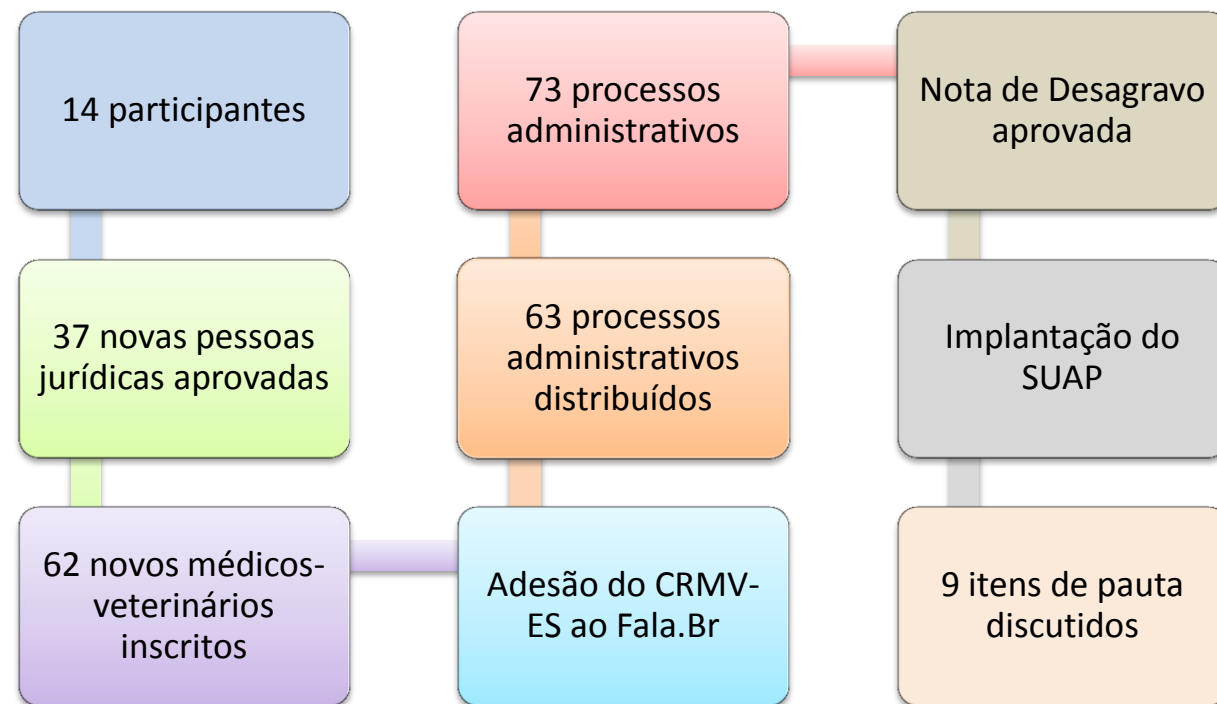 14 participantes
37 novas pessoas
jurídicas aprovadas
62 novos médicos-
veterinários
inscritos
Adesão do CRMV-
ES ao Fala.Br
63 processos
administrativos
distribuídos
73 processos
administrativos
Nota de Desagravo
aprovada
Implantação do
SUAP
9 itens de pauta
discutidos